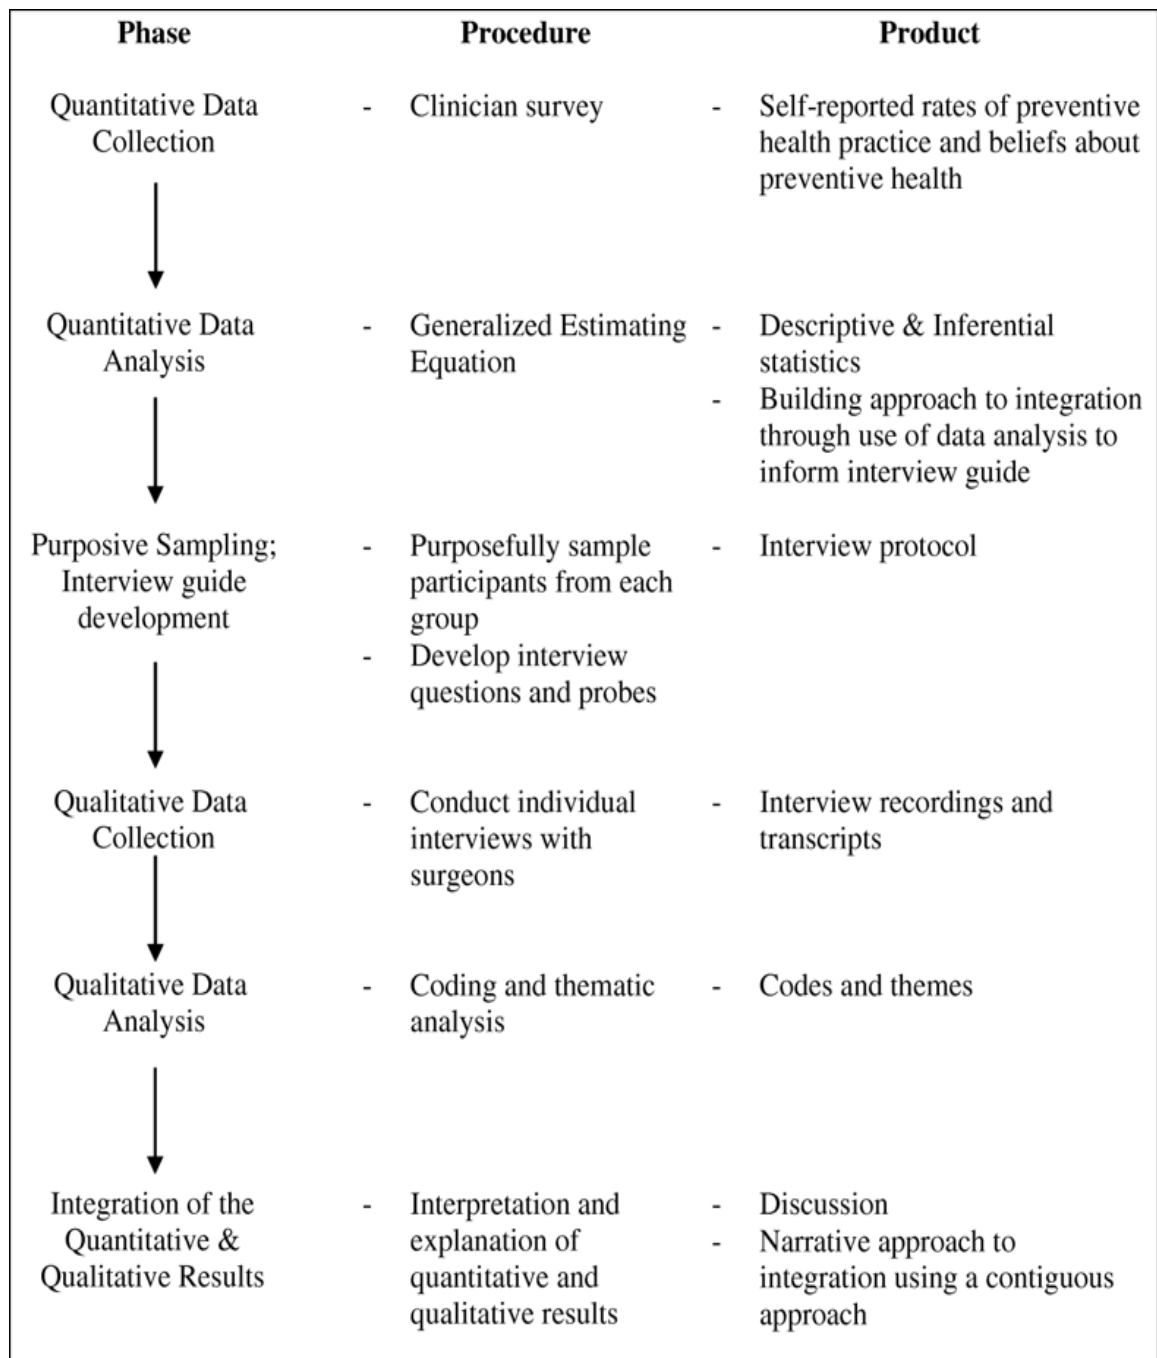 Phase Procedure Product
Quantitative Data - Clinician survey - Self-reported rates of preventive
Collection health practice and beliefs about
preventive health
Quantitative Data - Generalized Estimating - Descriptive & Inferential
Analysis Equation statistics
- Building approach to integration
through use of data analysis to
inform interview guide
Purposive Sampling; - Purposefully sample - Interview protocol
Interview guide participants from each
development group
- Develop interview
questions and probes
Qualitative Data - Conduct individual - Interview recordings and
Collection interviews with transcripts
surgeons
Qualitative Data - Coding and thematic - Codes and themes
Analysis analysis
Integration of the - Interpretation and - Discussion
Quantitative & explanation of - Narrative approach to
Qualitative Results quantitative and integration using a contiguous
qualitative results approach